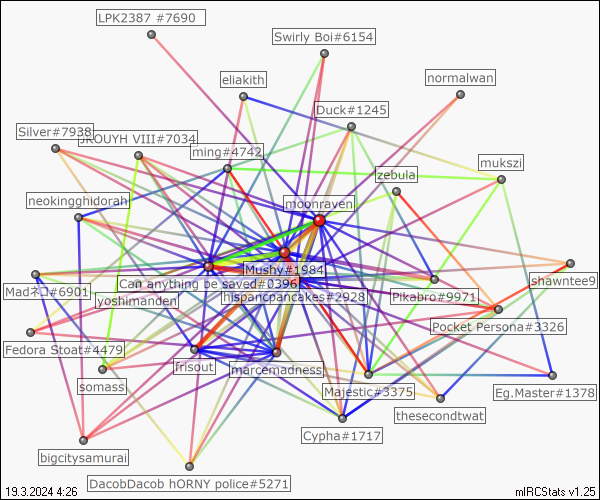 LPK2387 #7690
Swirly Boi#6154
eliakith
normalwan
Duck#1245
Silver#7938
JROUYH VIII#7034
ming#4742
mukszi
zebula
neokingghidorah
moonraven
Mushy#1984
shawntee9
Can anything be saved#0396
Madネコ#6901
yoshimanden
hispancpancakes#2928
Pikabro#9971
Pocket Persona#3326
Fedora Stoat#4479
frisout
marcemadness
somass
Majestic#3375
Eg.Master#1378
thesecondtwat
Cypha#1717
bigcitysamurai
DacobDacob hORNY police#5271
19.3.2024 4:26
mIRCStats v1.25